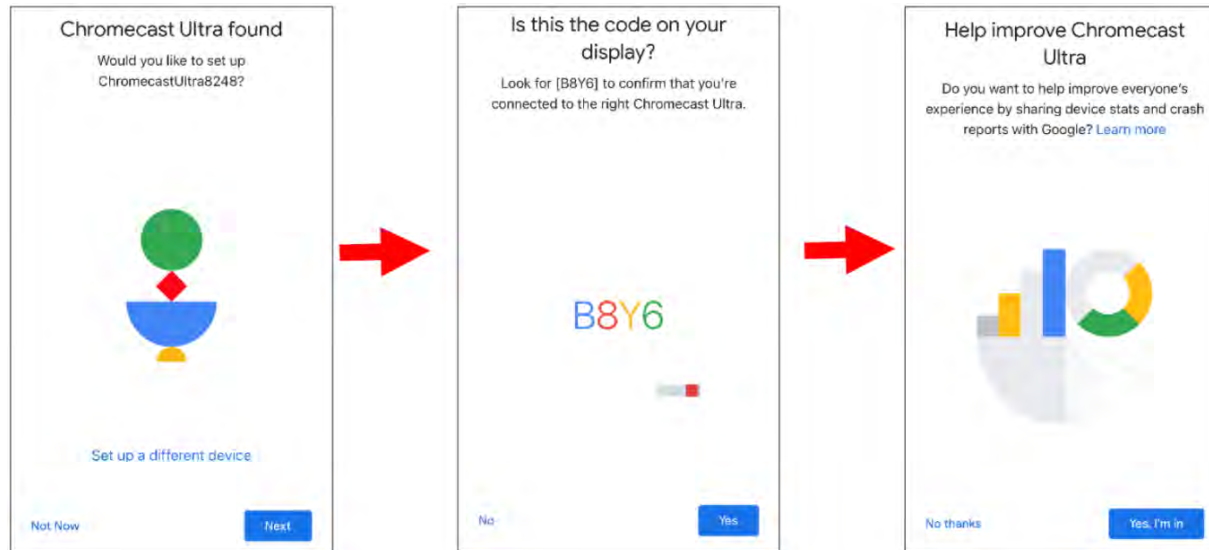 Chromecast Ultra found
Would you like to set up
ChromecastUltra8248?
Set up a different device
Not Now
Next
Is this the code on your
display?
Look for [B8Y6] to confirm that you're
connected to the right Chromecast Ultra.
B8Y6
No
Yes
Help improve Chromecast
Ultra
Do you want to help improve everyone's
experience by sharing device stats and crash
reports with Google? Learn more
No thanks
Yes, I'm in